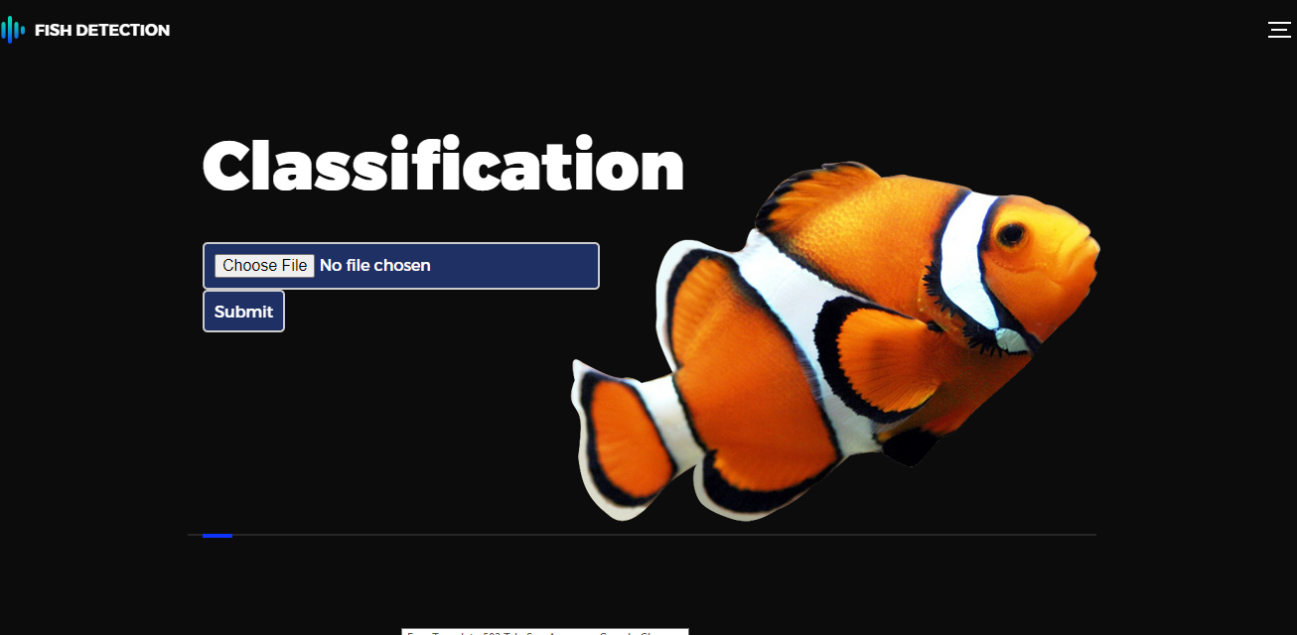 FISH DETECTION
Classification
Choose File No file chosen
Submit